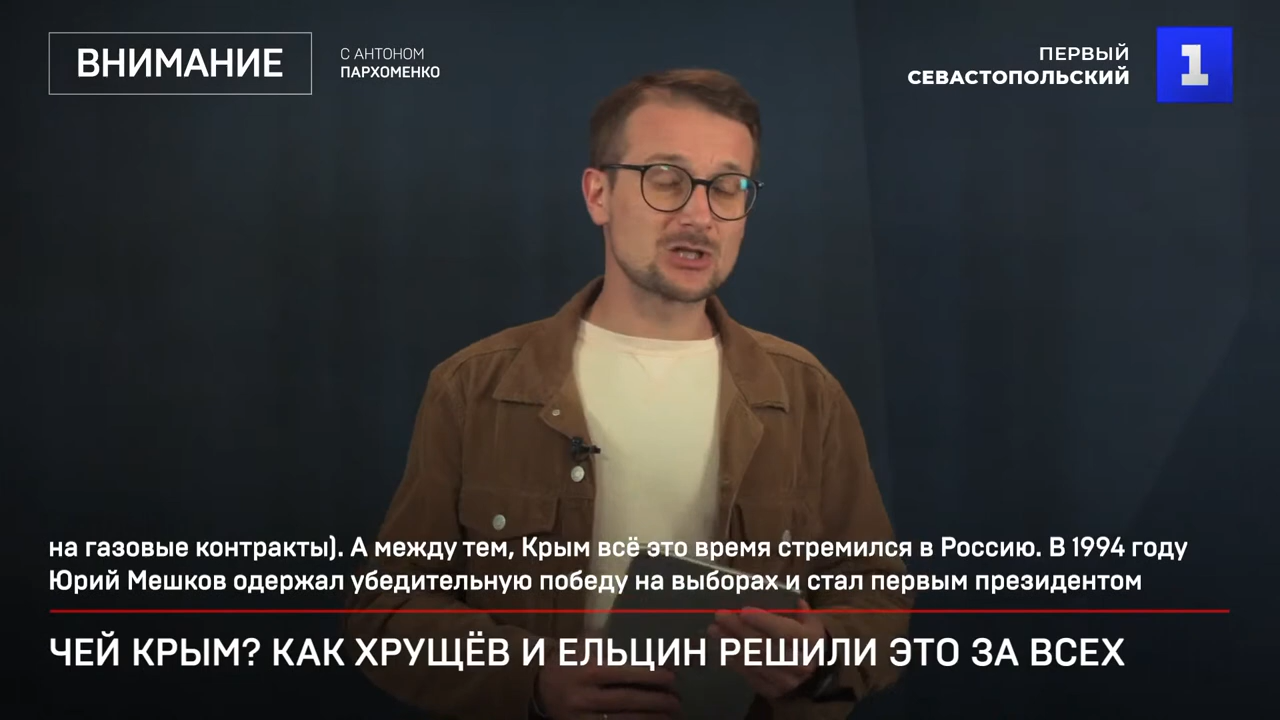 ВНИМАНИЕ
С АНТОНОМ
ПАРХОМЕНКО
ПЕРВЫЙ
СЕВАСТОПОЛЬСКИЙ
1
на газовые контракты). А между тем, Крым всё это время стремился в Россию. В 1994 году
Юрий Мешков одержал убедительную победу на выборах и стал первым президентом
ЧЕЙ КРЫМ? КАК ХРУЩЁВ И ЕЛЬЦИН РЕШИЛИ ЭТО ЗА ВСЕХ